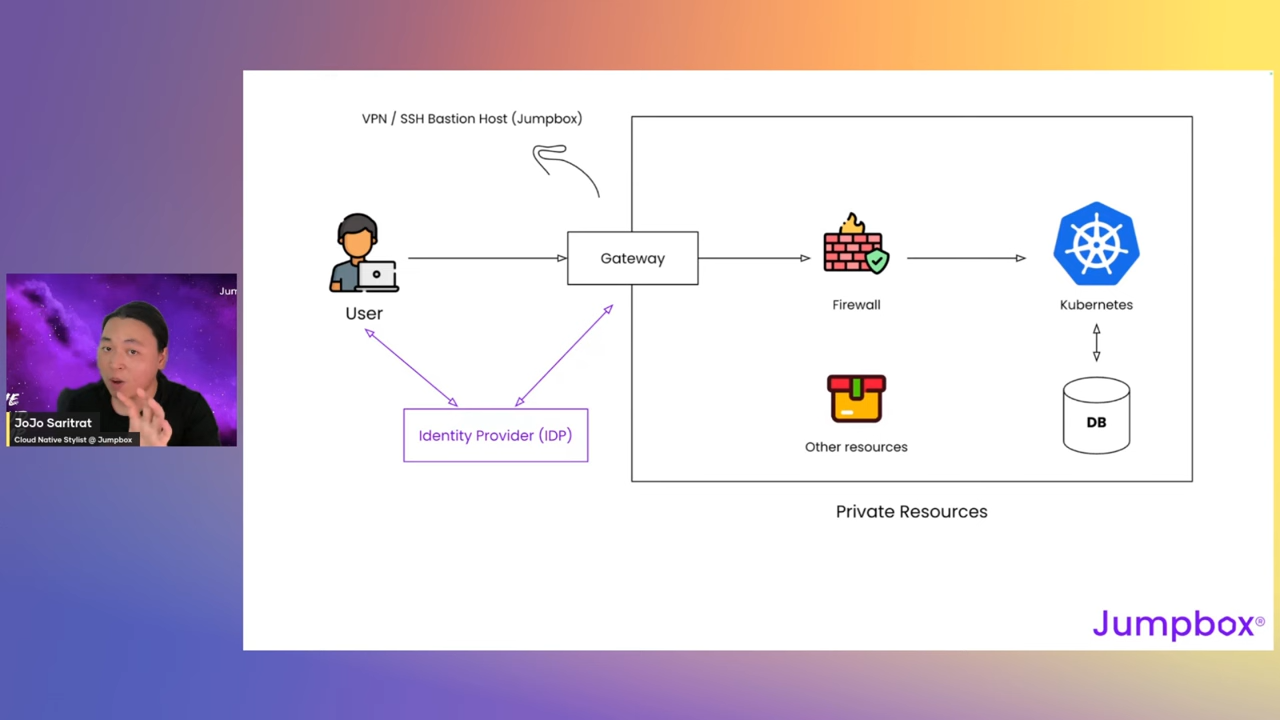 VPN / SSH Bastion Host (Jumpbox)
User
Gateway
Firewall
Kubernetes
Identity Provider (IDP)
Other resources
DB
Private Resources
Jumpbox®
Jum
JoJo Saritrat
Cloud Native Stylist @ Jumpbox